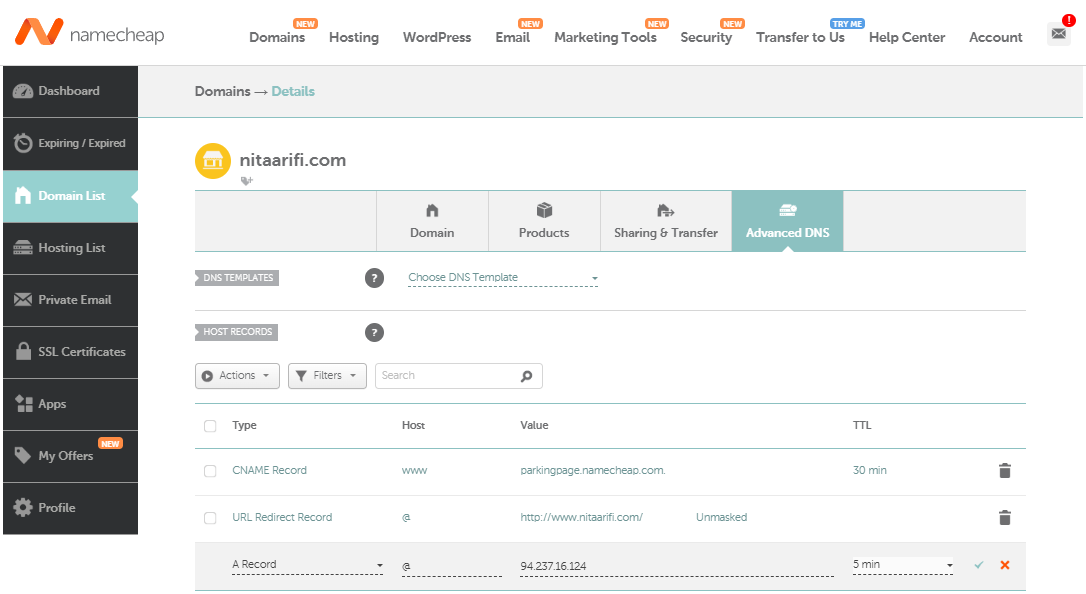 namecheap
Domains NEW Hosting WordPress Email NEW Marketing Tools NEW Security NEW Transfer to Us TRY ME Help Center Account !
Dashboard
Expiring / Expired
Domain List
Hosting List
Private Email
SSL Certificates
Apps
My Offers NEW
Profile
Domains → Details
nitaarifi.com
Domain Products Sharing & Transfer Advanced DNS
DNS TEMPLATES ? Choose DNS Template
HOST RECORDS ?
Actions Filters Search
Type Host Value TTL
CNAME Record www parkingpage.namecheap.com. 30 min
URL Redirect Record @ http://www.nitaarifi.com/ Unmasked
A Record @ 94.237.16.124 5 min